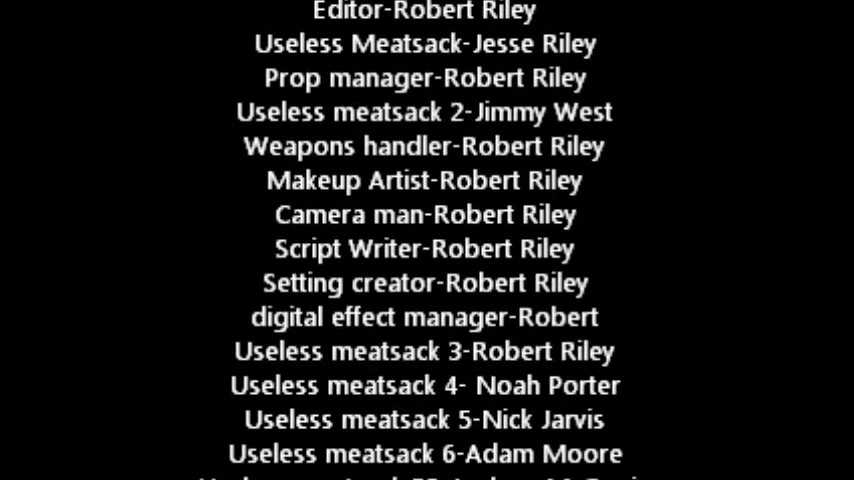 Editor-Robert Riley
Useless Meatsack-Jesse Riley
Prop manager-Robert Riley
Useless meatsack 2-Jimmy West
Weapons handler-Robert Riley
Makeup Artist-Robert Riley
Camera man-Robert Riley
Script Writer-Robert Riley
Setting creator-Robert Riley
digital effect manager-Robert
Useless meatsack 3-Robert Riley
Useless meatsack 4- Noah Porter
Useless meatsack 5-Nick Jarvis
Useless meatsack 6-Adam Moore